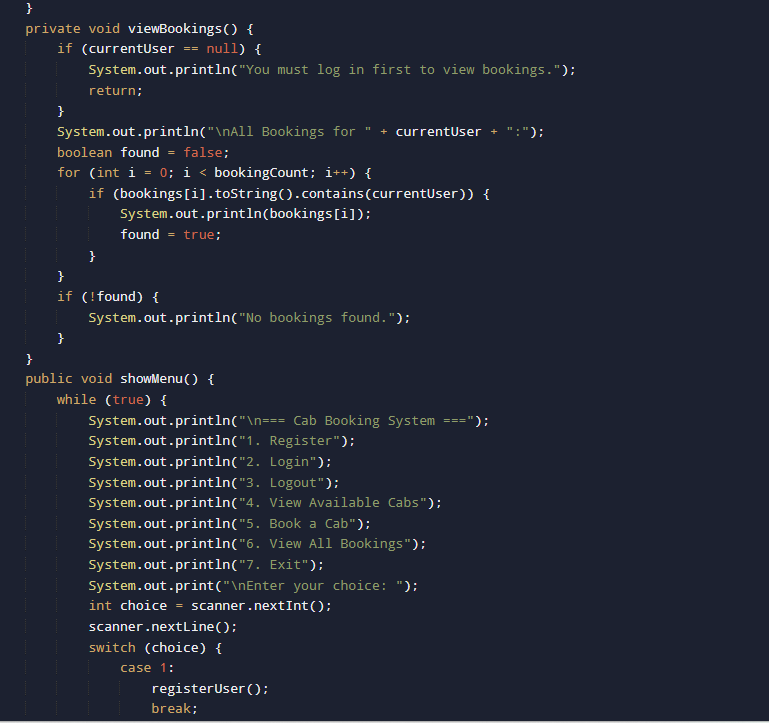 }
private void viewBookings() {
    if (currentUser == null) {
        System.out.println("You must log in first to view bookings.");
        return;
    }
    System.out.println("\nAll Bookings for " + currentUser + ":");
    boolean found = false;
    for (int i = 0; i < bookingCount; i++) {
        if (bookings[i].toString().contains(currentUser)) {
            System.out.println(bookings[i]);
            found = true;
        }
    }
    if (!found) {
        System.out.println("No bookings found.");
    }
}
public void showMenu() {
    while (true) {
        System.out.println("\n=== Cab Booking System ===");
        System.out.println("1. Register");
        System.out.println("2. Login");
        System.out.println("3. Logout");
        System.out.println("4. View Available Cabs");
        System.out.println("5. Book a Cab");
        System.out.println("6. View All Bookings");
        System.out.println("7. Exit");
        System.out.print("\nEnter your choice: ");
        int choice = scanner.nextInt();
        scanner.nextLine();
        switch (choice) {
            case 1:
                registerUser();
                break;